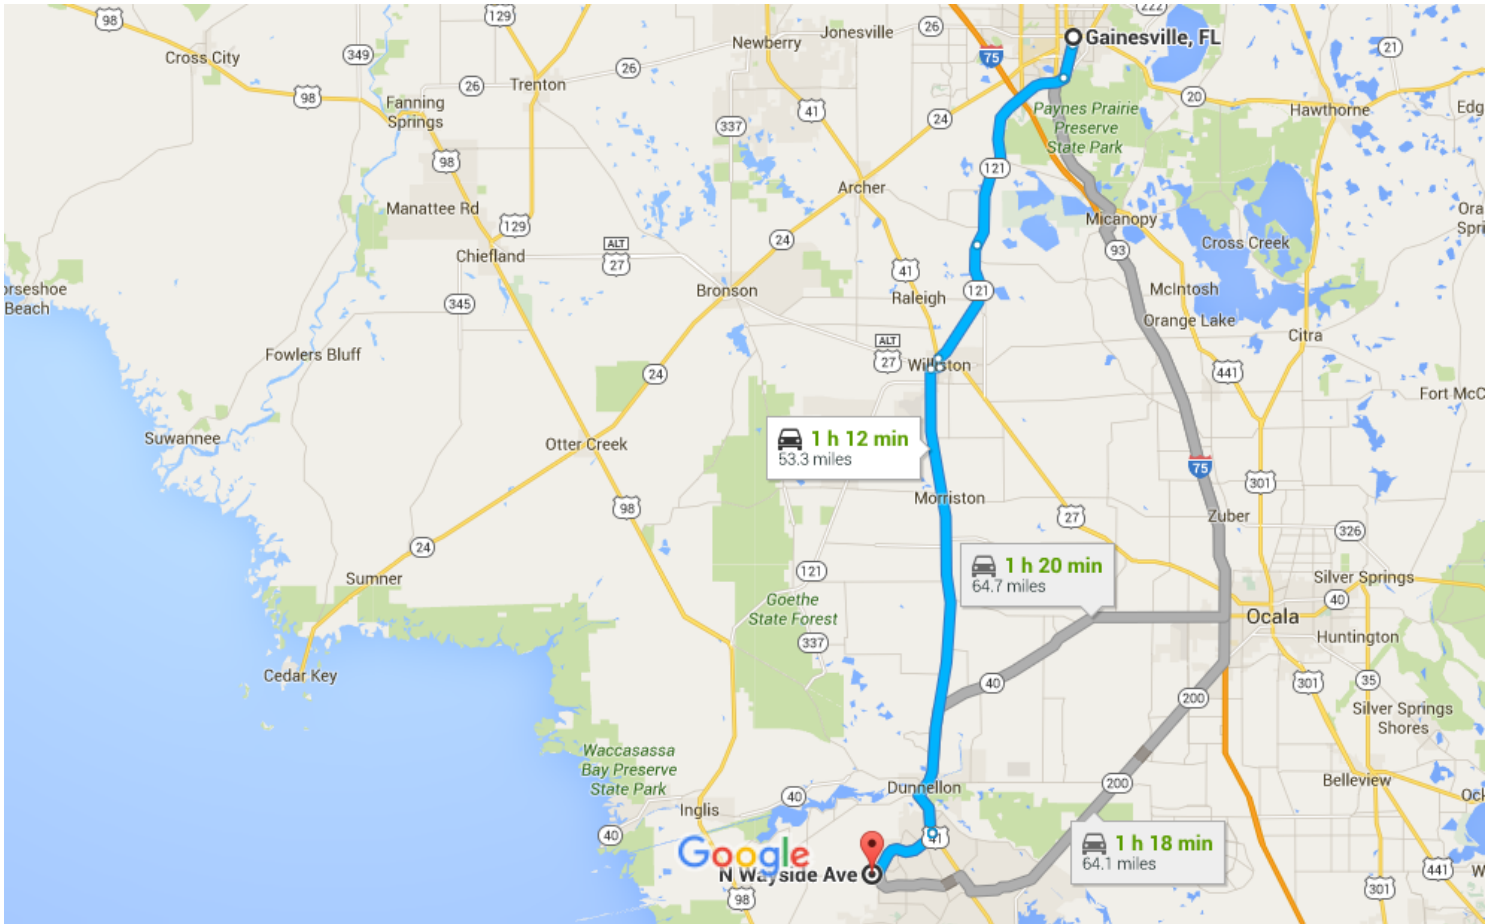 222
129
98
Jonesville
26
Gainesville, FL
Newberry
21
349
Cross City
75
26
Trenton
26
98
20
Fanning
Springs
41
Paynes Prairie
Preserve
State Park
Hawthorne
24
337
98
121
Archer
Manattee Rd
Micanopy
129
24
Cross Creek
ALT
27
Chiefland
93
41
Bronson
121
McIntosh
Raleigh
345
Orange Lake
Citra
ALT
27
Fowlers Bluff
Williston
24
441
Suwannee
Otter Creek
1 h 12 min
53.3 miles
75
301
Morriston
98
27
Zuber
326
24
1 h 20 min
64.7 miles
121
Sumner
Silver Springs
40
Goethe
State Forest
Ocala
Huntington
337
Cedar Key
40
301
35
200
Silver Springs
Shores
Waccasassa
Bay Preserve
State Park
Dunnellon
200
Belleview
40
Inglis
40
41
1 h 18 min
64.1 miles
Google
N Wayside Ave
441
98
301